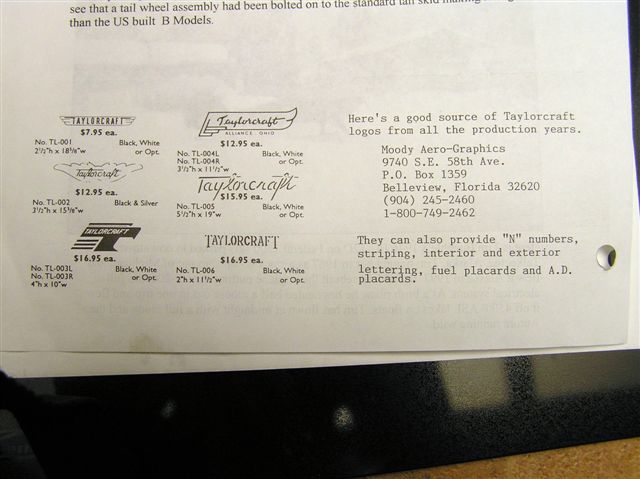 see that a tail wheel assembly had been bolted on to the standard tail skid making
than the US built B Models.
TAYLORCRAFT
$7.95 ea.
No. TL-001 Black, White
2½"h x 18⅝"w or Opt.
Taylorcraft
$12.95 ea.
No. TL-002 Black & Silver
3½"h x 15⅜"w
TAYLORCRAFT
$16.95 ea.
No. TL-003L Black, White
No. TL-003R or Opt.
4"h x 10"w
Taylorcraft
ALLIANCE, OHIO
$12.95 ea.
No. TL-004L Black, White
No. TL-004R or Opt.
3½"h x 11½"w
Taylorcraft
$15.95 ea.
No. TL-005 Black, White
5½"h x 19"w or Opt.
TAYLORCRAFT
$16.95 ea.
No. TL-006 Black, White
2"h x 11½"w or Opt.
Here's a good source of Taylorcraft
logos from all the production years.
Moody Aero-Graphics
9740 S.E. 58th Ave.
P.O. Box 1359
Belleview, Florida 32620
(904) 245-2460
1-800-749-2462
They can also provide "N" numbers,
striping, interior and exterior
lettering, fuel placards and A.D.
placards.